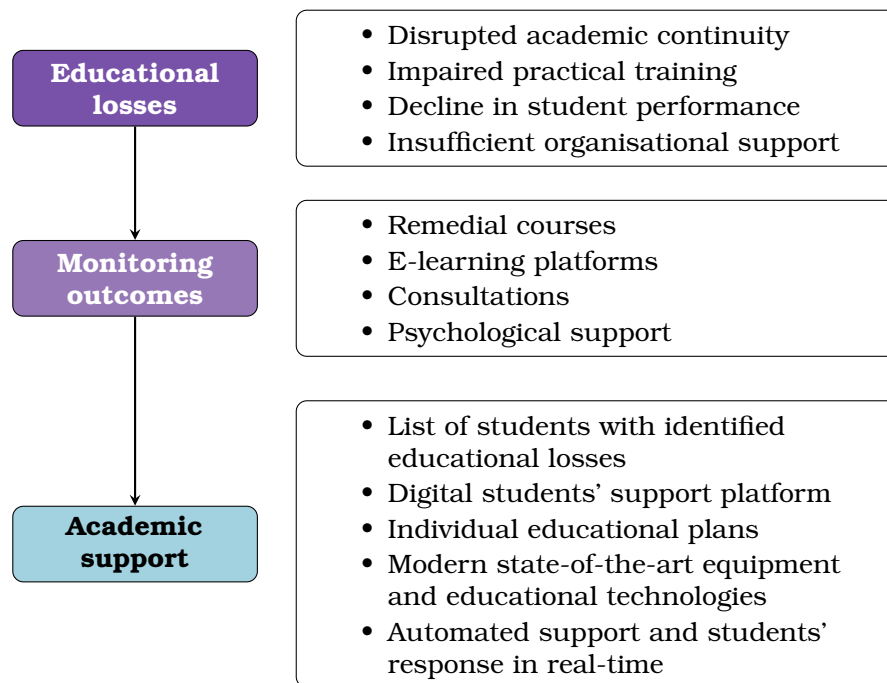 Educational
losses
• Disrupted academic continuity
• Impaired practical training
• Decline in student performance
• Insufficient organisational support
Monitoring
outcomes
• Remedial courses
• E-learning platforms
• Consultations
• Psychological support
Academic
support
• List of students with identified
educational losses
• Digital students’ support platform
• Individual educational plans
• Modern state-of-the-art equipment
and educational technologies
• Automated support and students’
response in real-time